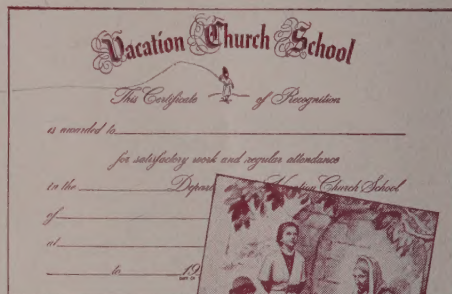 Vacation Church School
This Certificate of Recognition
is awarded to
for satisfactory work and regular attendance
in the Depart Vacation Church School
of
at
to 19